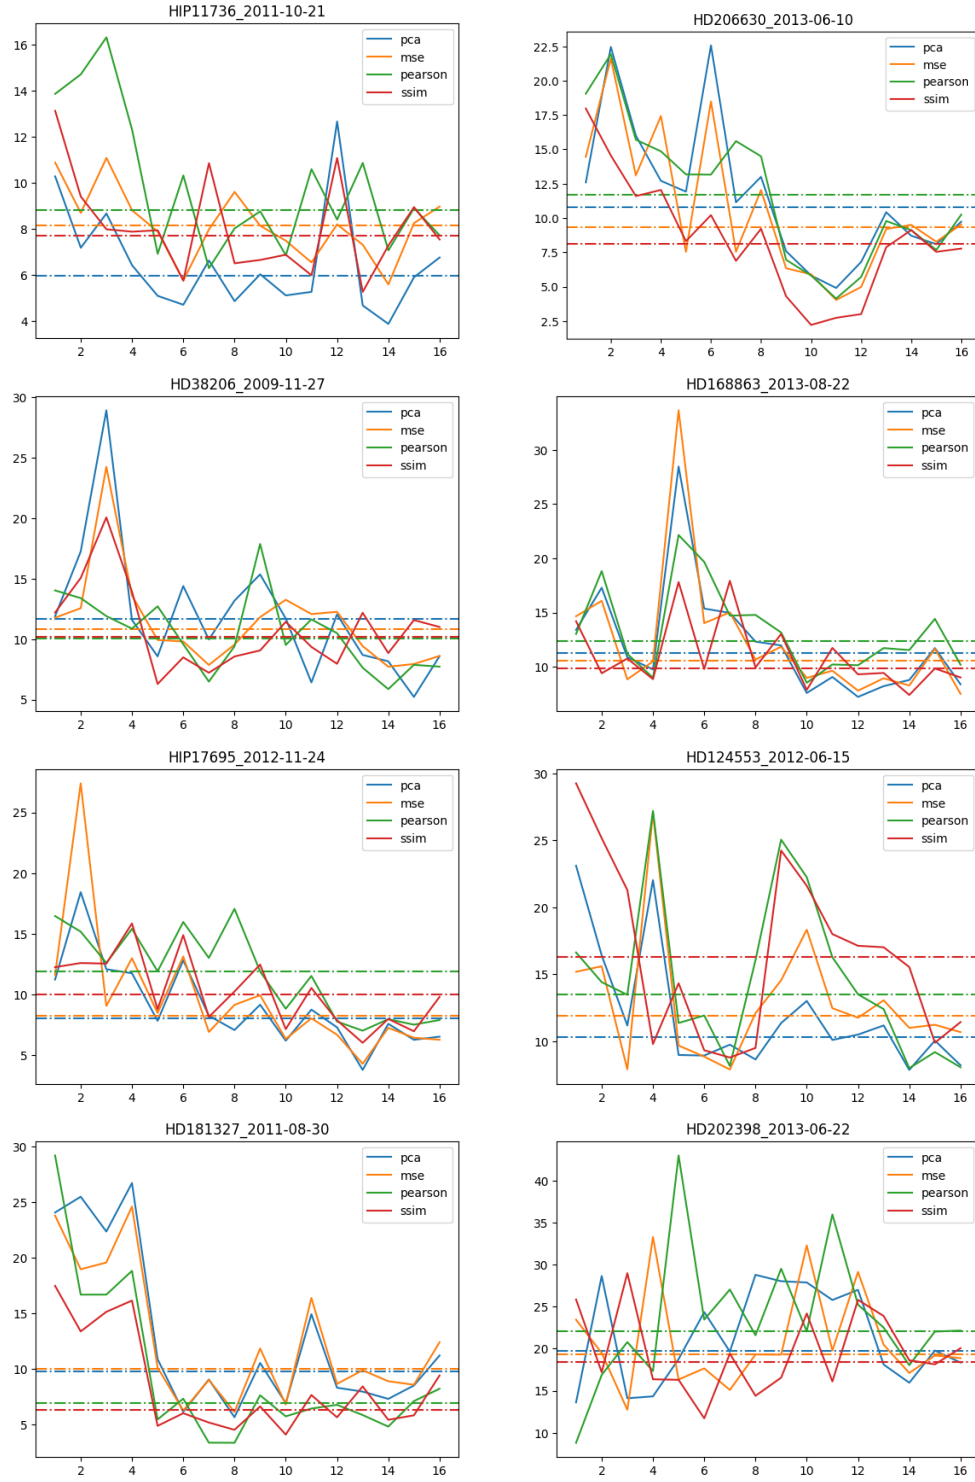 HIP11736_2011-10-21
16
14
12
10
8
6
4
pca
mse
pearson
ssim
2 4 6 8 10 12 14 16
HD206630_2013-06-10
22.5
20.0
17.5
15.0
12.5
10.0
7.5
5.0
2.5
pca
mse
pearson
ssim
2 4 6 8 10 12 14 16
HD38206_2009-11-27
30
25
20
15
10
5
pca
mse
pearson
ssim
2 4 6 8 10 12 14 16
HD168863_2013-08-22
30
25
20
15
10
pca
mse
pearson
ssim
2 4 6 8 10 12 14 16
HIP17695_2012-11-24
25
20
15
10
5
pca
mse
pearson
ssim
2 4 6 8 10 12 14 16
HD124553_2012-06-15
30
25
20
15
10
pca
mse
pearson
ssim
2 4 6 8 10 12 14 16
HD181327_2011-08-30
30
25
20
15
10
5
pca
mse
pearson
ssim
2 4 6 8 10 12 14 16
HD202398_2013-06-22
40
35
30
25
20
15
10
pca
mse
pearson
ssim
2 4 6 8 10 12 14 16